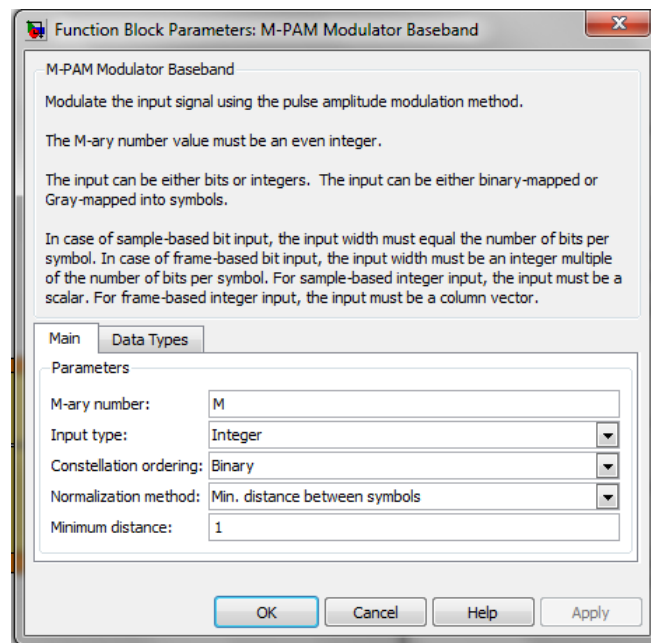 Function Block Parameters: M-PAM Modulator Baseband
M-PAM Modulator Baseband
Modulate the input signal using the pulse amplitude modulation method.
The M-ary number value must be an even integer.
The input can be either bits or integers.  The input can be either binary-mapped or
Gray-mapped into symbols.
In case of sample-based bit input, the input width must equal the number of bits per
symbol. In case of frame-based bit input, the input width must be an integer multiple
of the number of bits per symbol. For sample-based integer input, the input must be a
scalar. For frame-based integer input, the input must be a column vector.
Main Data Types
Parameters
M-ary number: M
Input type: Integer
Constellation ordering: Binary
Normalization method: Min. distance between symbols
Minimum distance: 1
OK Cancel Help Apply